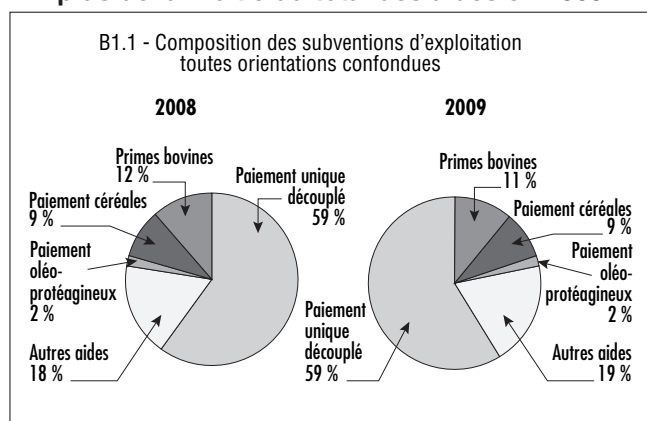 B1.1 - Composition des subventions d'exploitation
toutes orientations confondues
2008
Primes bovines
12 %
Paiement unique
découplé
59 %
Paiement céréales
9 %
Paiement
oléo-
protéagineux
2 %
Autres aides
18 %
2009
Primes bovines
11 %
Paiement céréales
9 %
Paiement
oléo-
protéagineux
2 %
Paiement
unique
découplé
59 %
Autres aides
19 %